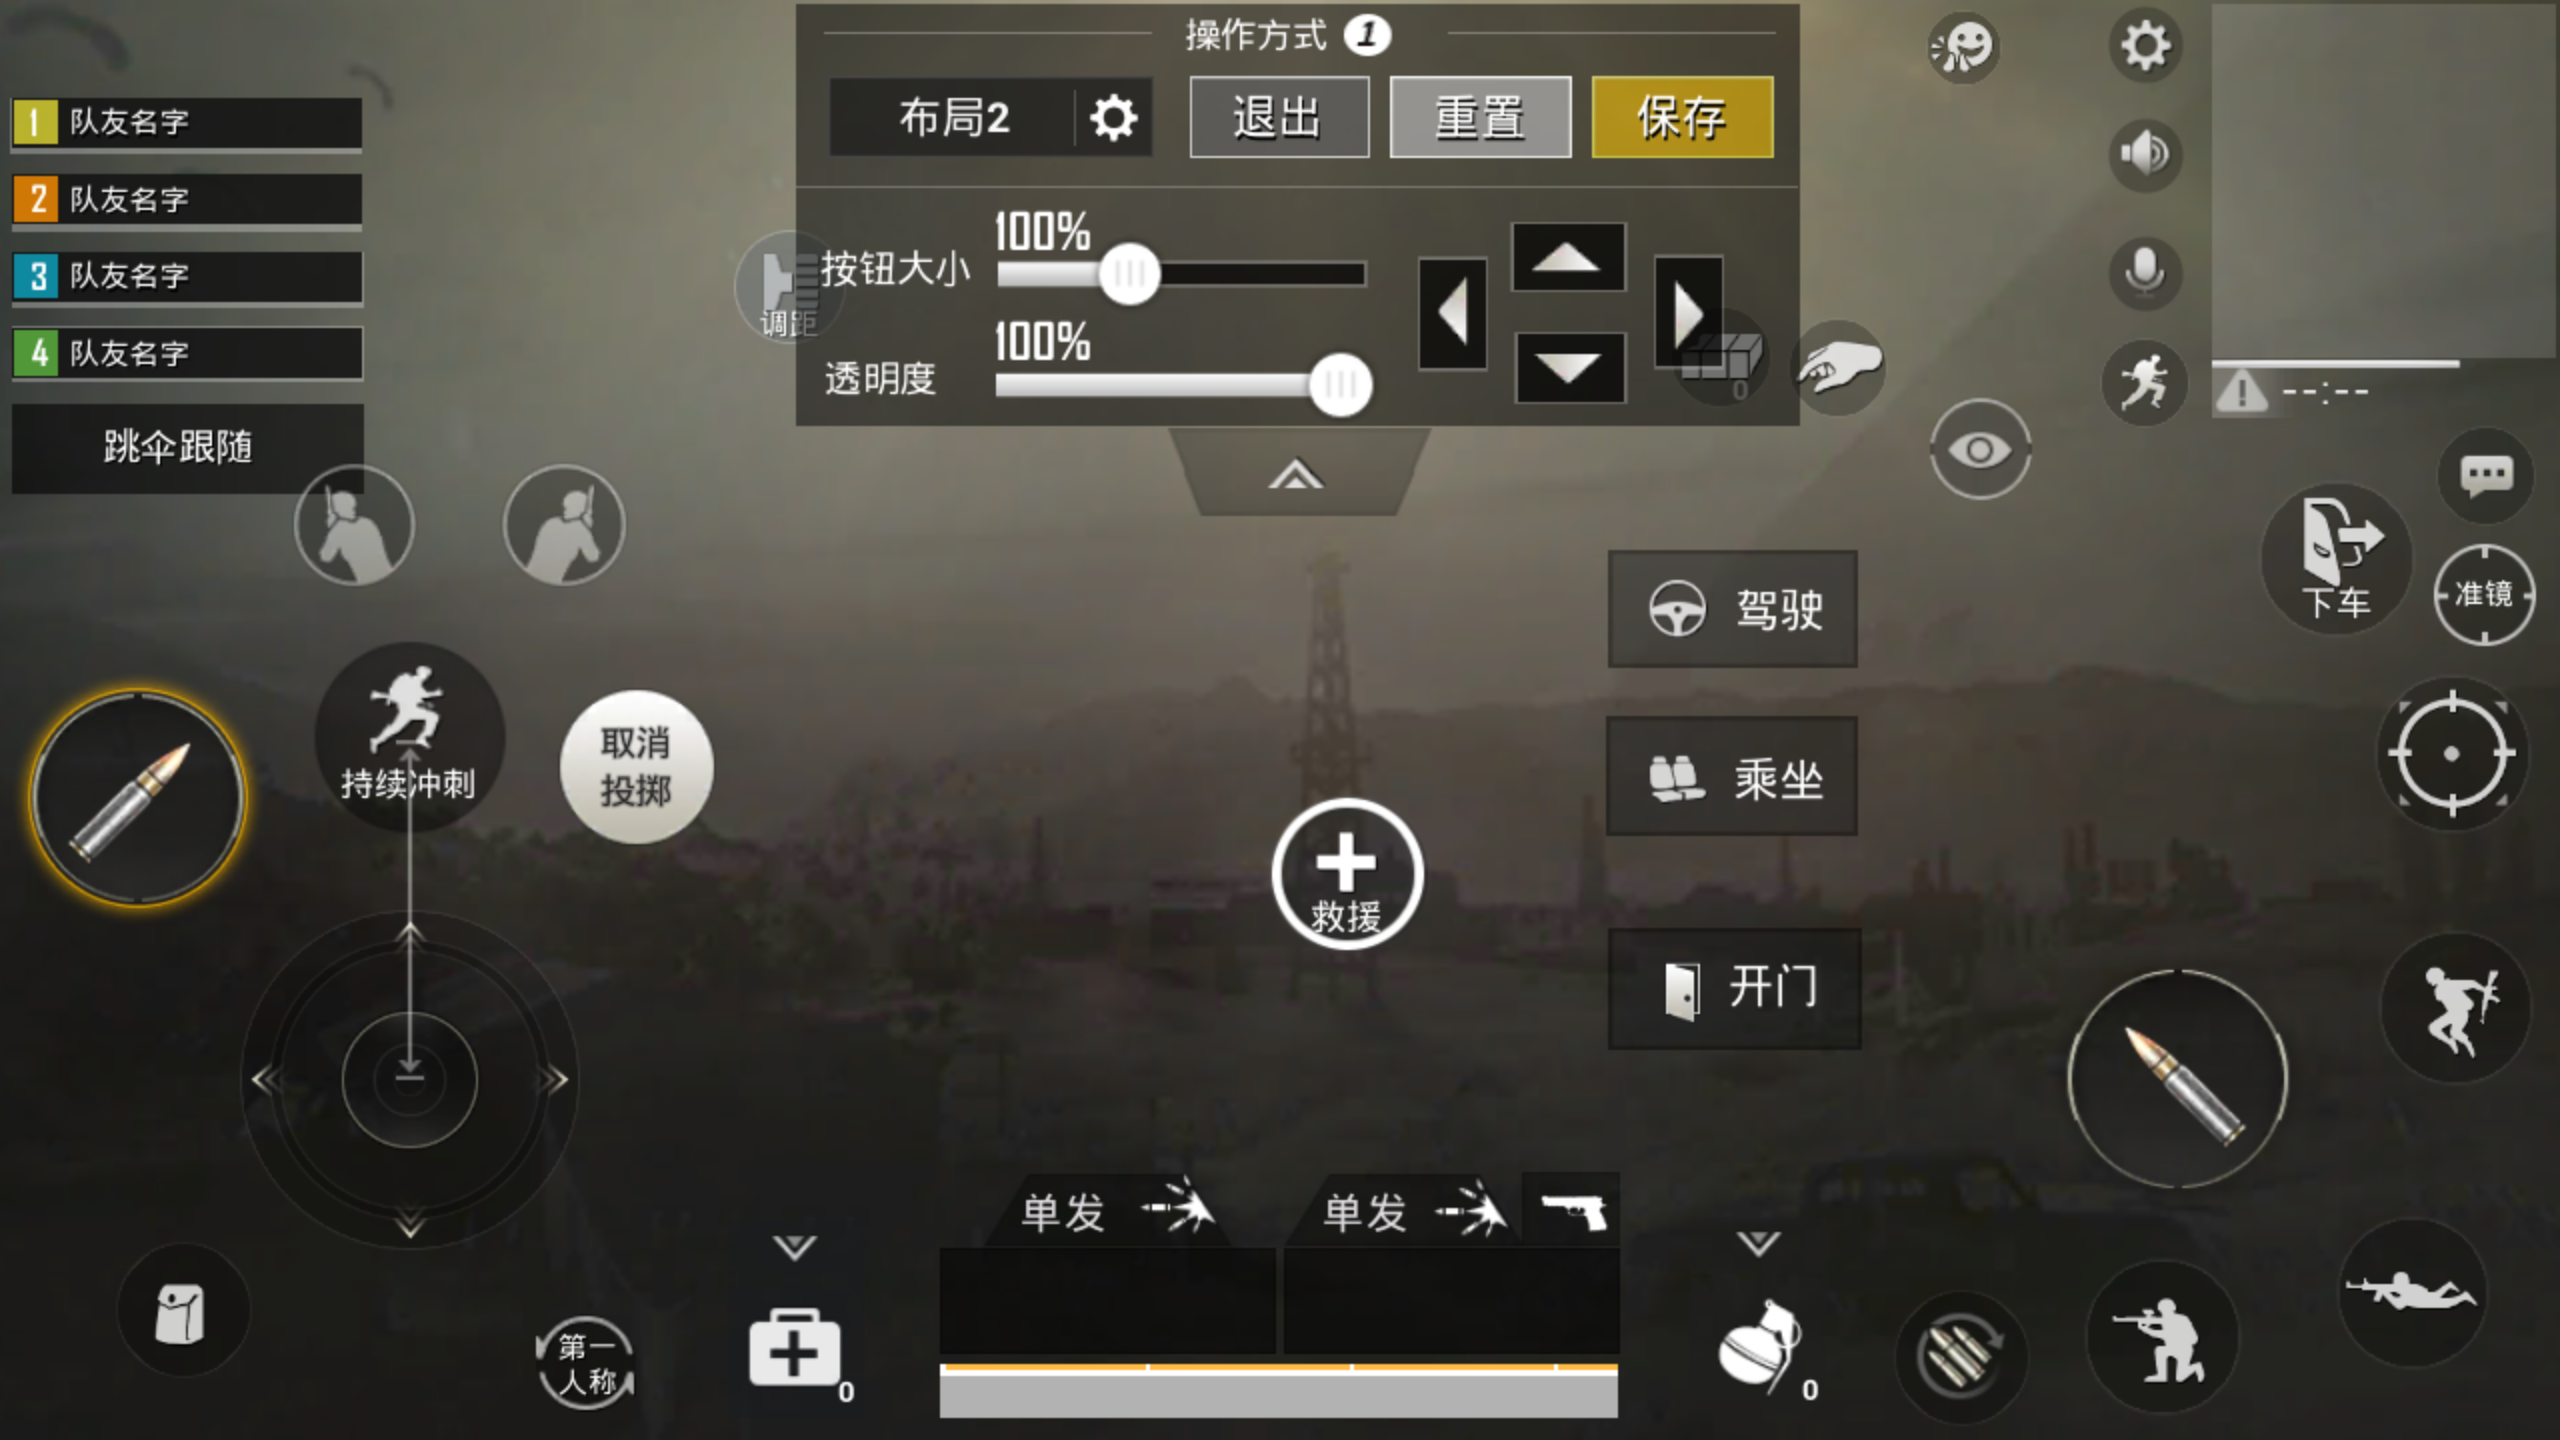 操作方式 1
布局2
退出
重置
保存
1 队友名字
2 队友名字
3 队友名字
4 队友名字
跳伞跟随
100%
按钮大小
调距
100%
透明度
0
--:--
下车
准镜
驾驶
持续冲刺
取消
投掷
乘坐
救援
开门
单发
单发
第一
人称
0
0